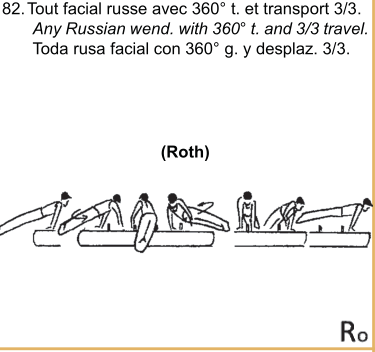 82. Tout facial russe avec 360° t. et transport 3/3.
Any Russian wend. with 360° t. and 3/3 travel.
Toda rusa facial con 360° g. y desplaz. 3/3.
(Roth)
Ro